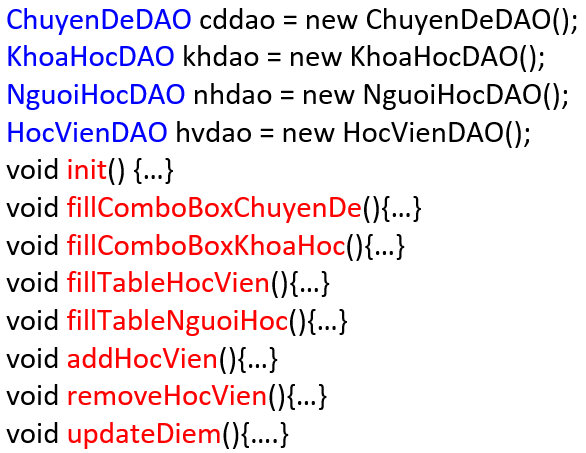 ChuyenDeDAO cddao = new ChuyenDeDAO();
KhoaHocDAO khdao = new KhoaHocDAO();
NguoiHocDAO nhdao = new NguoiHocDAO();
HocVienDAO hvdao = new HocVienDAO();
void init() {…}
void fillComboBoxChuyenDe(){…}
void fillComboBoxKhoaHoc(){…}
void fillTableHocVien(){…}
void fillTableNguoiHoc(){…}
void addHocVien(){…}
void removeHocVien(){…}
void updateDiem(){….}